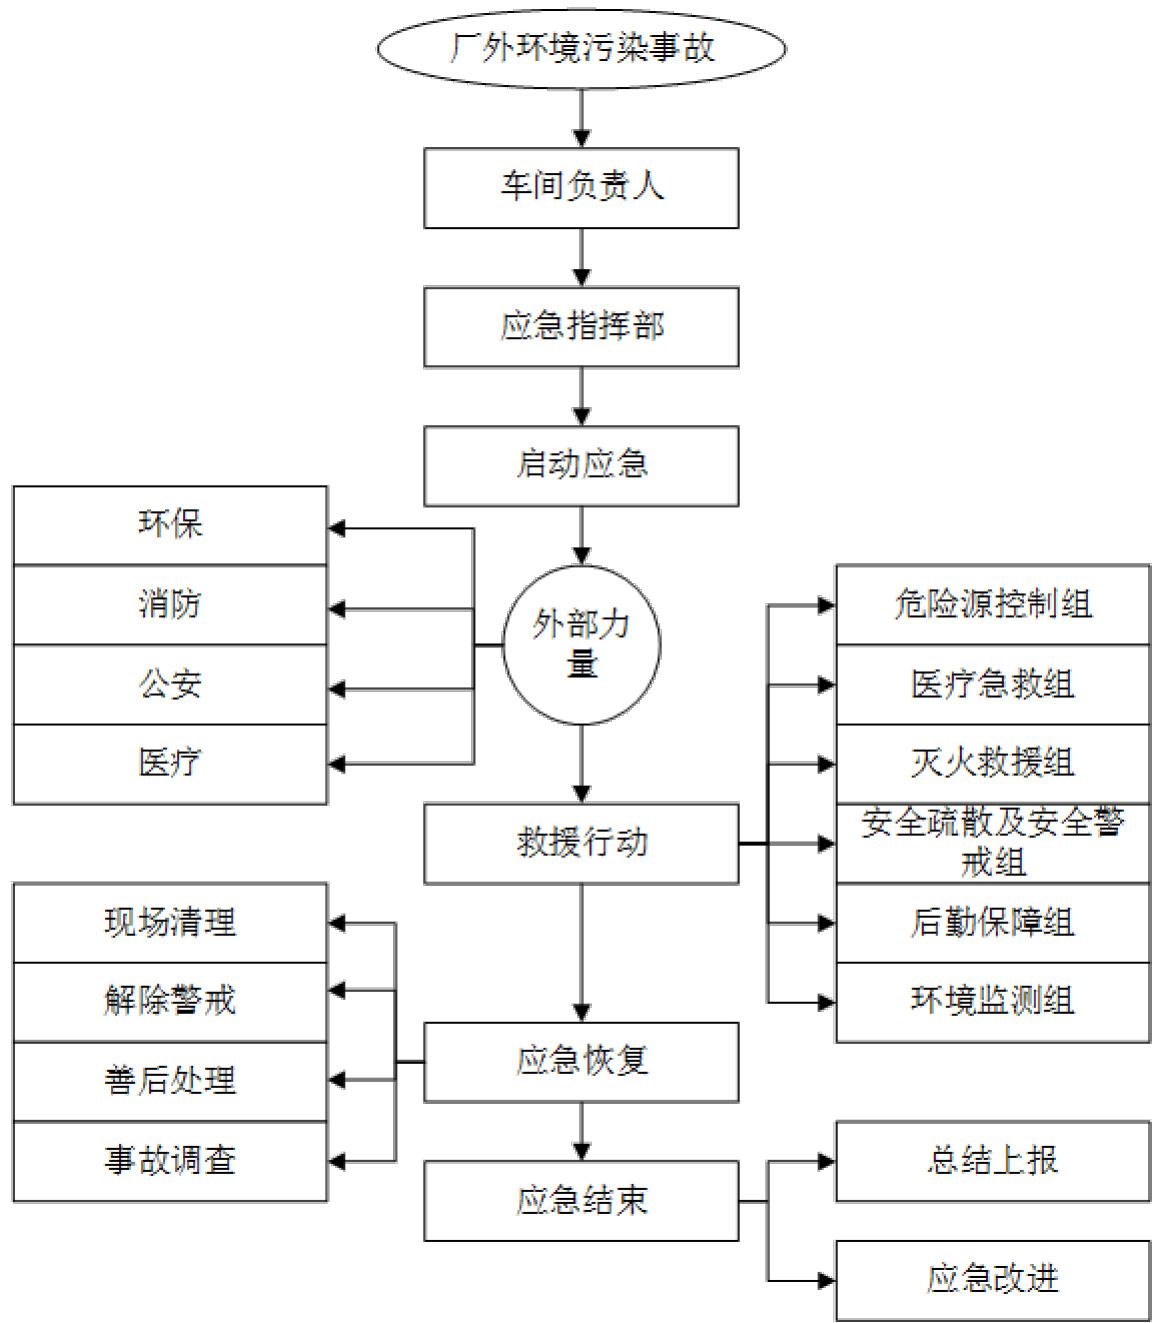 厂外环境污染事故
车间负责人
应急指挥部
启动应急
环保
消防
公安
医疗
外部力
量
危险源控制组
医疗急救组
灭火救援组
安全疏散及安全警
戒组
后勤保障组
环境监测组
救援行动
现场清理
解除警戒
善后处理
事故调查
应急恢复
应急结束
总结上报
应急改进